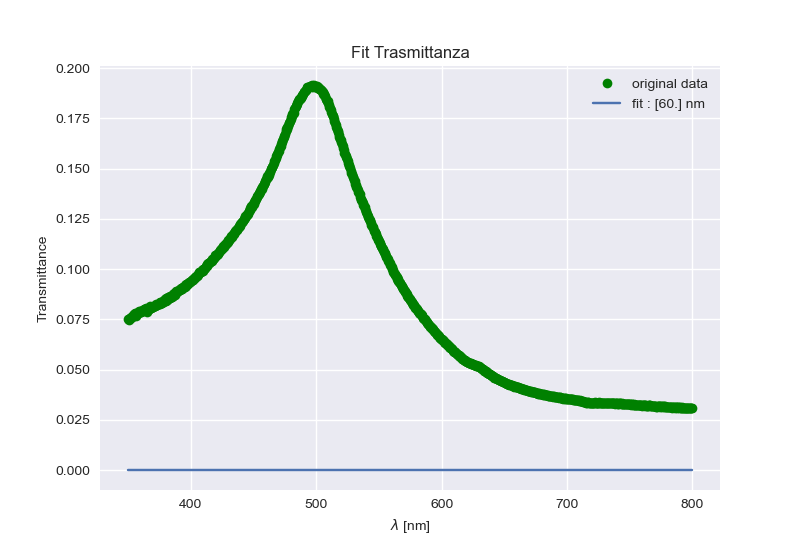 Fit Trasmittanza
0.200
0.175
0.150
0.125
0.100
0.075
0.050
0.025
0.000
Transmittance
original data
fit : [60.] nm
400 500 600 700 800
λ [nm]